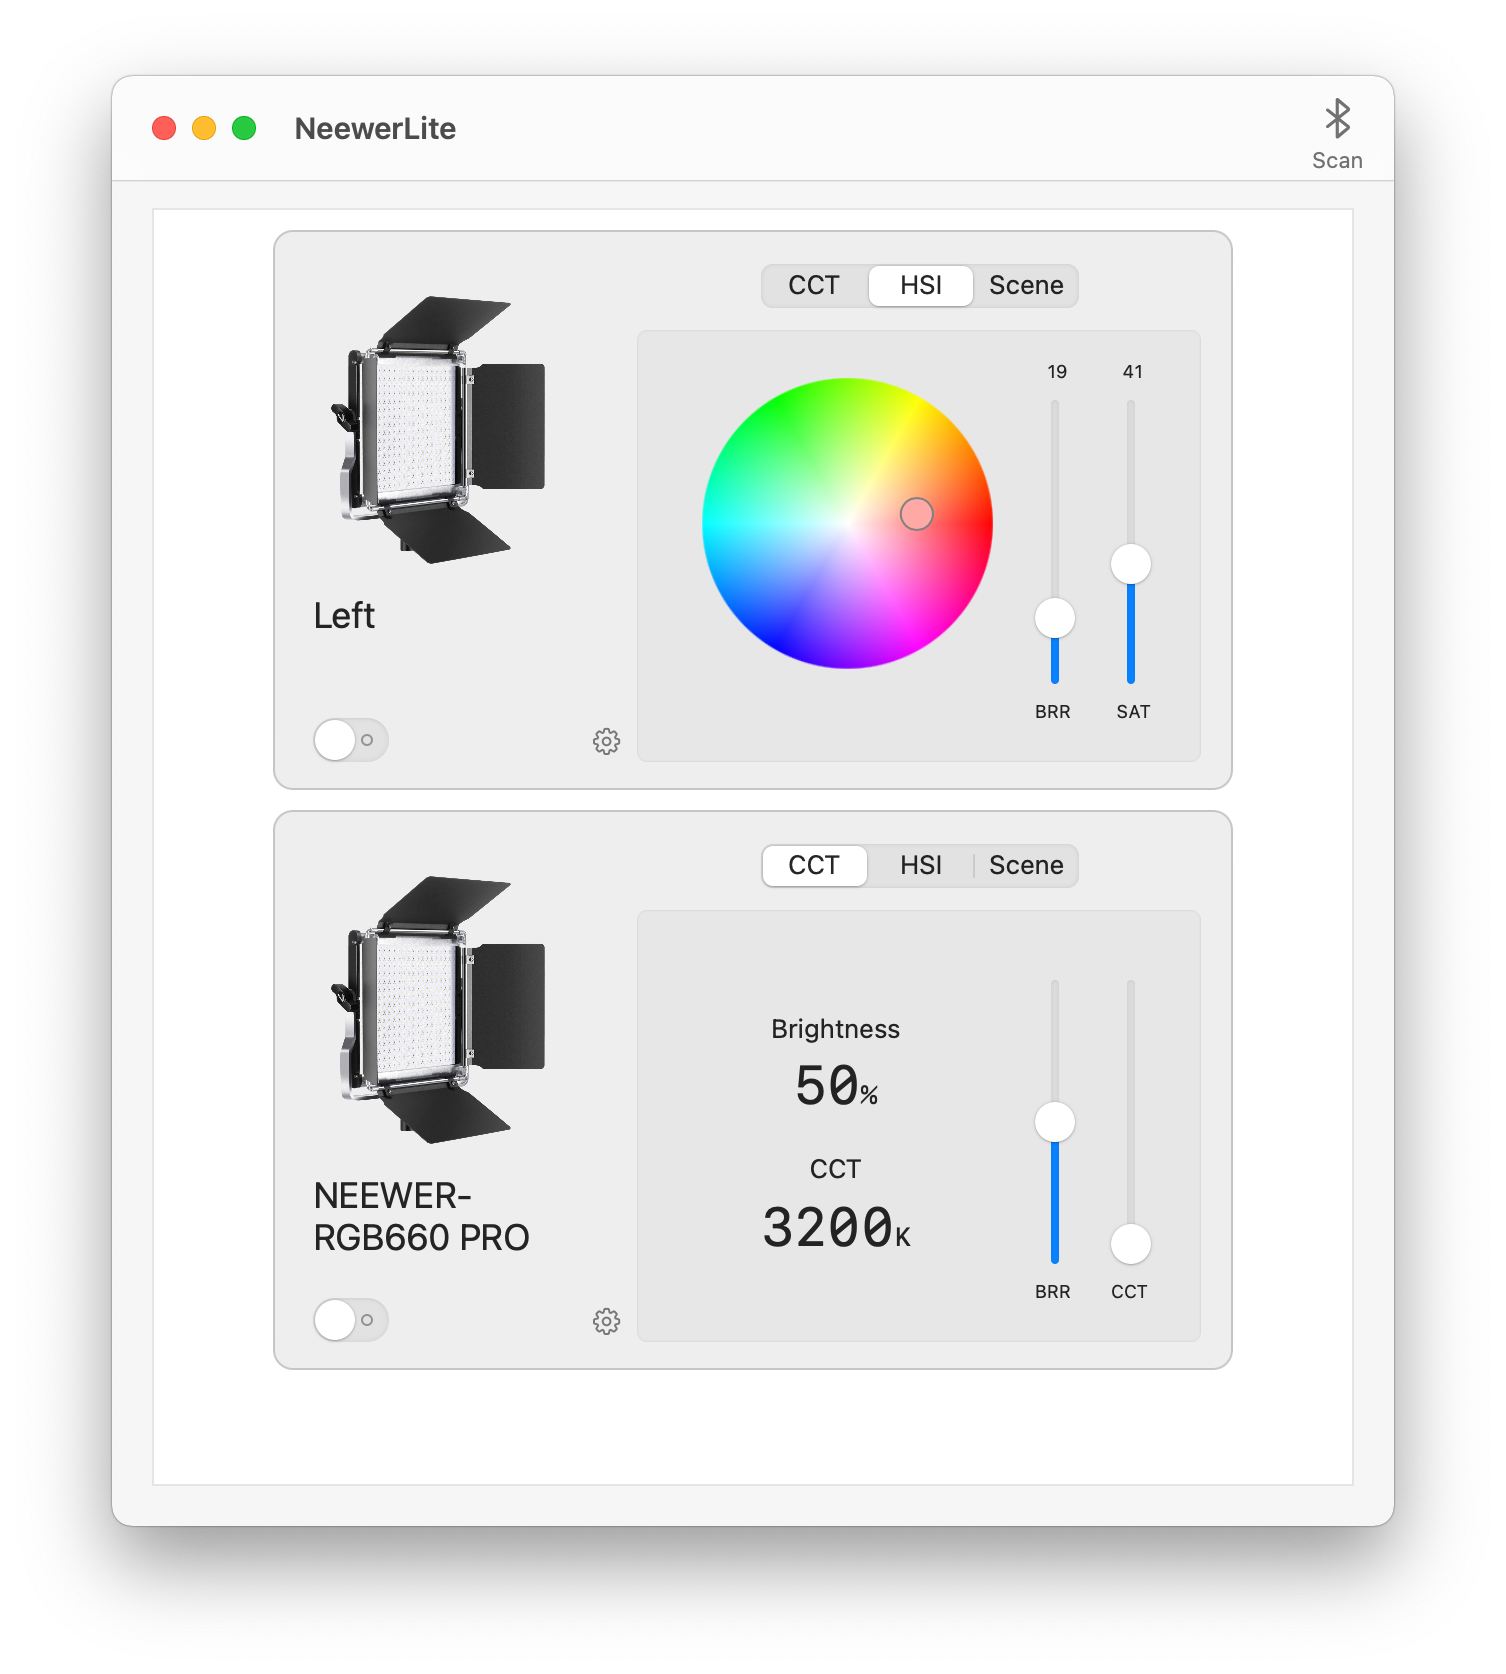 NeewerLite
Scan
CCT HSI Scene
19 41
Left
BRR SAT
CCT HSI Scene
Brightness
50%
CCT
3200K
NEEWER-
RGB660 PRO
BRR CCT